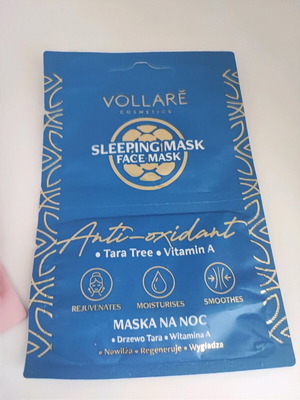 VOLLARĒ
COSMETICS
SLEEPING MASK
FACE MASK
Anti-oxidant
• Tara Tree • Vitamin A
REJUVENATES MOISTURISES SMOOTHES
MASKA NA NOC
• Drzewo Tara • Witamina A
• Nawilża • Regeneruje • Wygładza